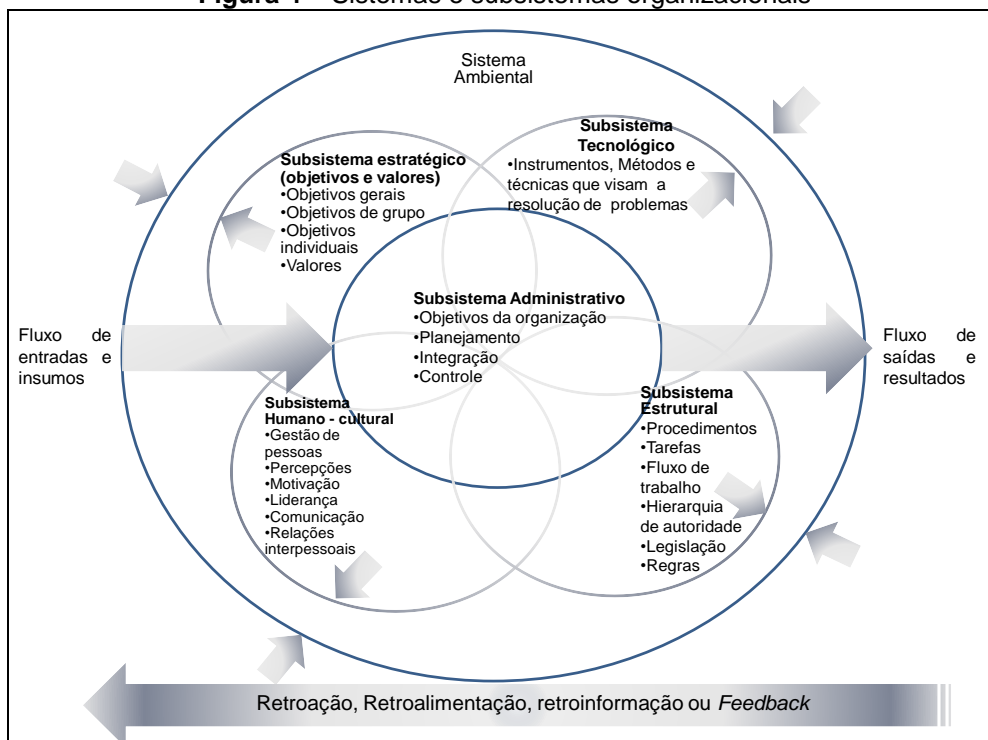 Figura 1 – Sistemas e subsistemas organizacionais
Sistema
Ambiental
Subsistema estratégico
(objetivos e valores)
•Objetivos gerais
•Objetivos de grupo
•Objetivos
individuais
•Valores
Subsistema
Tecnológico
•Instrumentos, Métodos e
técnicas que visam a
resolução de problemas
Subsistema Administrativo
•Objetivos da organização
•Planejamento
•Integração
•Controle
Fluxo de
entradas e
insumos
Fluxo de
saídas e
resultados
Subsistema
Humano - cultural
•Gestão de
pessoas
•Percepções
•Motivação
•Liderança
•Comunicação
•Relações
interpessoais
Subsistema
Estrutural
•Procedimentos
•Tarefas
•Fluxo de
trabalho
•Hierarquia
de autoridade
•Legislação
•Regras
Retroação, Retroalimentação, retroinformação ou Feedback